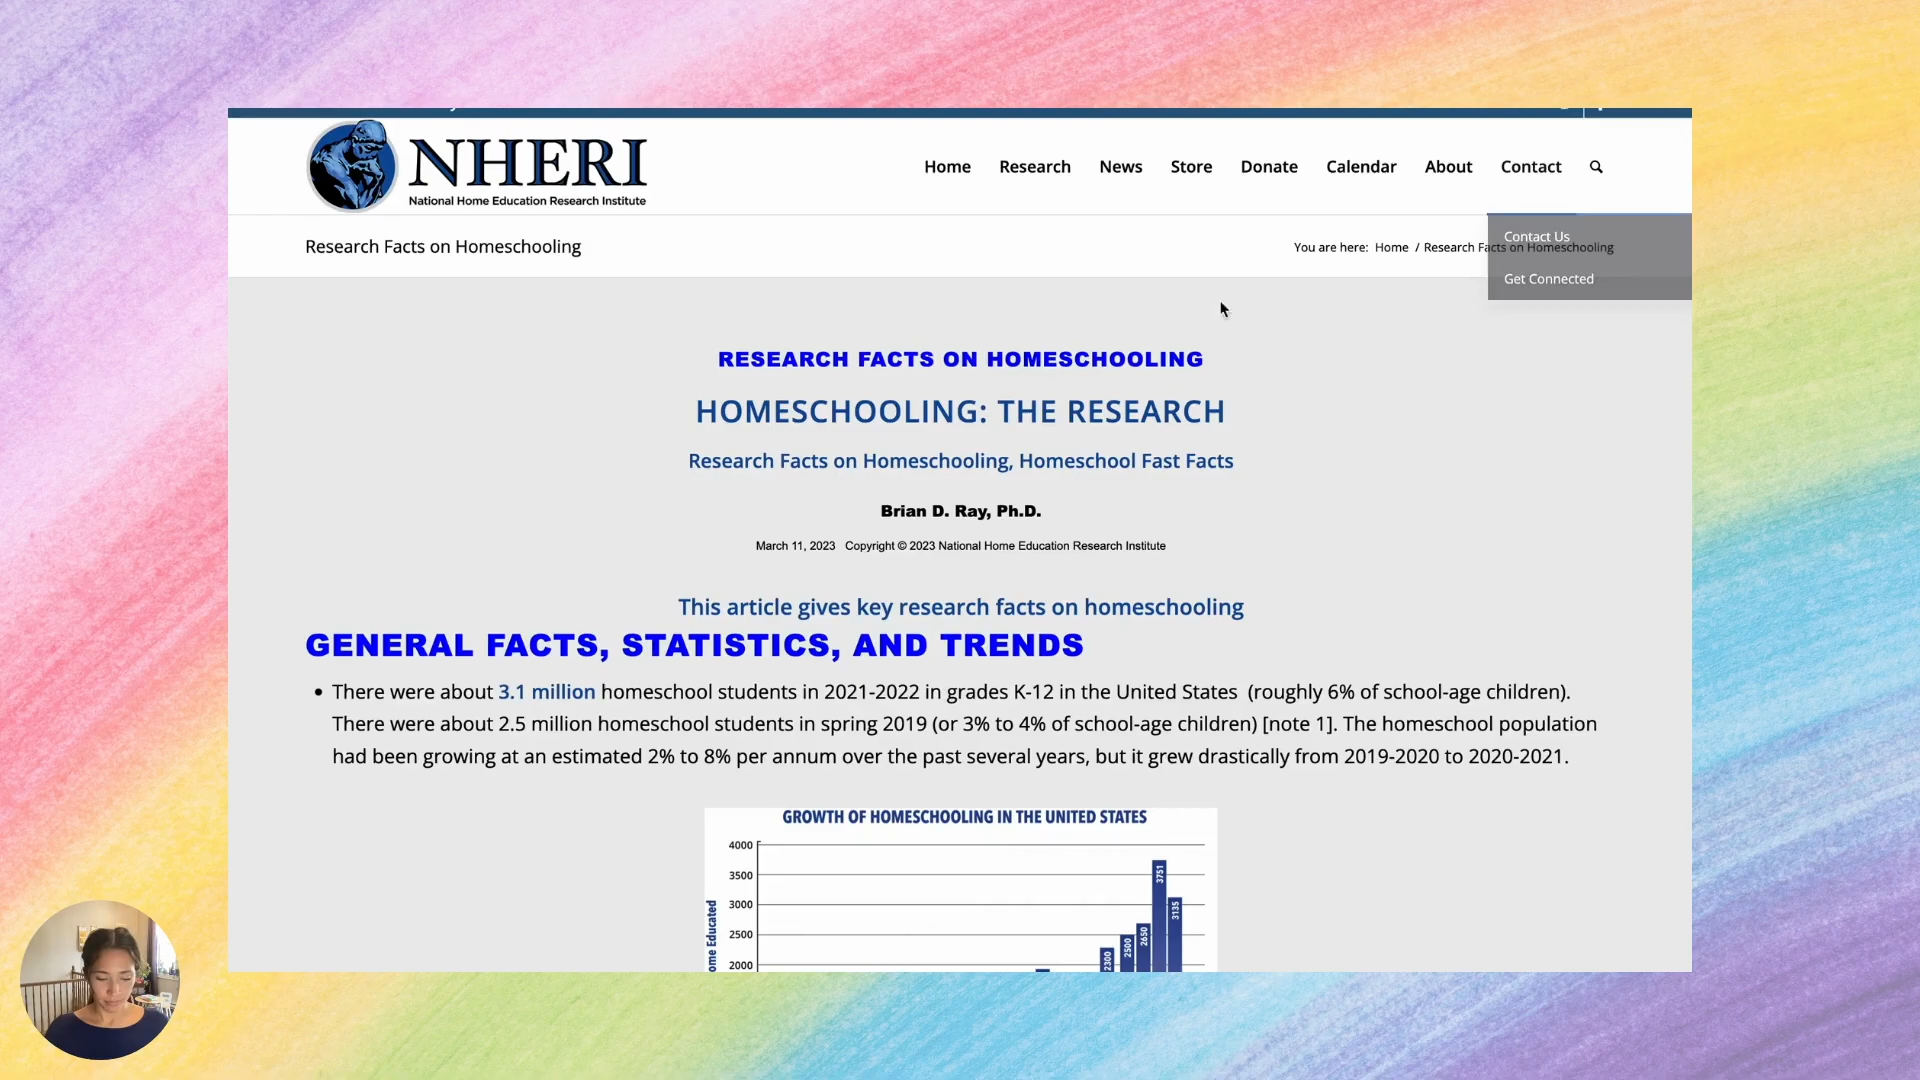 NHERI
National Home Education Research Institute
Home Research News Store Donate Calendar About Contact
Research Facts on Homeschooling
You are here: Home / Research Facts on Homeschooling
Contact Us
Get Connected
RESEARCH FACTS ON HOMESCHOOLING
HOMESCHOOLING: THE RESEARCH
Research Facts on Homeschooling, Homeschool Fast Facts
Brian D. Ray, Ph.D.
March 11, 2023 Copyright © 2023 National Home Education Research Institute
This article gives key research facts on homeschooling
GENERAL FACTS, STATISTICS, AND TRENDS
• There were about 3.1 million homeschool students in 2021-2022 in grades K-12 in the United States (roughly 6% of school-age children).
There were about 2.5 million homeschool students in spring 2019 (or 3% to 4% of school-age children) [note 1]. The homeschool population
had been growing at an estimated 2% to 8% per annum over the past several years, but it grew drastically from 2019-2020 to 2020-2021.
GROWTH OF HOMESCHOOLING IN THE UNITED STATES
4000
3500
3000
2500
2000
Educated
2300
2500
2650
3751
3135